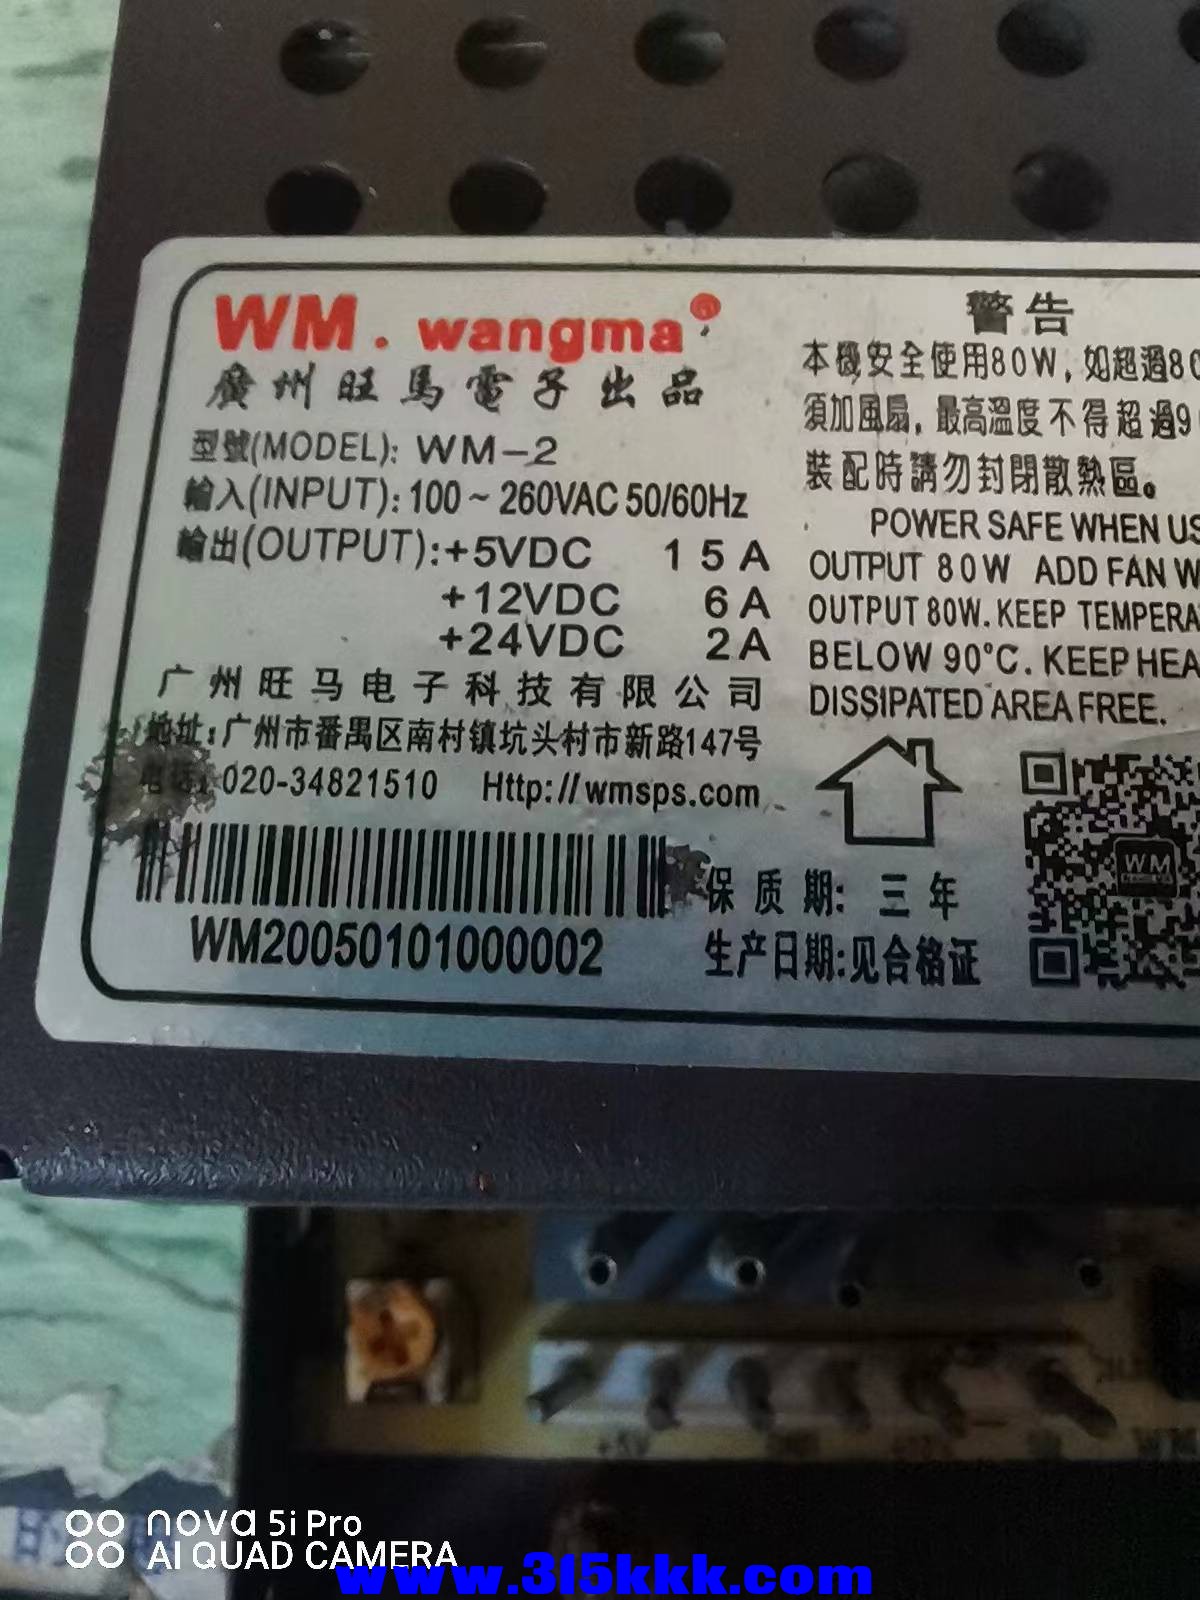 WM. wangma®
廣州旺馬電子出品
型號(MODEL): WM-2
輸入(INPUT): 100~260VAC 50/60Hz
輸出(OUTPUT):+5VDC 15A
+12VDC 6A
+24VDC 2A
广州旺马电子科技有限公司
地址:广州市番禺区南村镇坑头村市新路147号
电话: 020-34821510 Http://wmsps.com
WM20050101000002
警告
本機安全使用80W, 如超過80
須加風扇, 最高溫度不得超過9
裝配時請勿封閉散熱區。
POWER SAFE WHEN US
OUTPUT 80W ADD FAN W
OUTPUT 80W. KEEP TEMPERA
BELOW 90°C. KEEP HEA
DISSIPATED AREA FREE.
WM
保质期: 三年
生产日期:见合格证
+5V
nova 5i Pro
AI QUAD CAMERA
www.315kkk.com